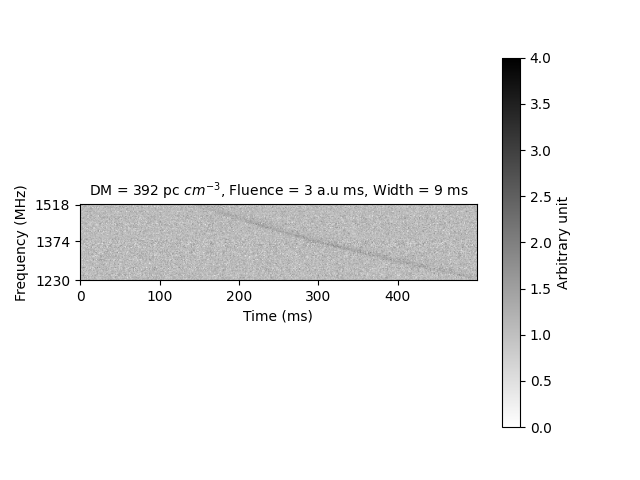 DM = 392 pc cm⁻³, Fluence = 3 a.u ms, Width = 9 ms
Frequency (MHz)
1518
1374
1230
0 100 200 300 400
Time (ms)
4.0
3.5
3.0
2.5
2.0
1.5
1.0
0.5
0.0
Arbitrary unit